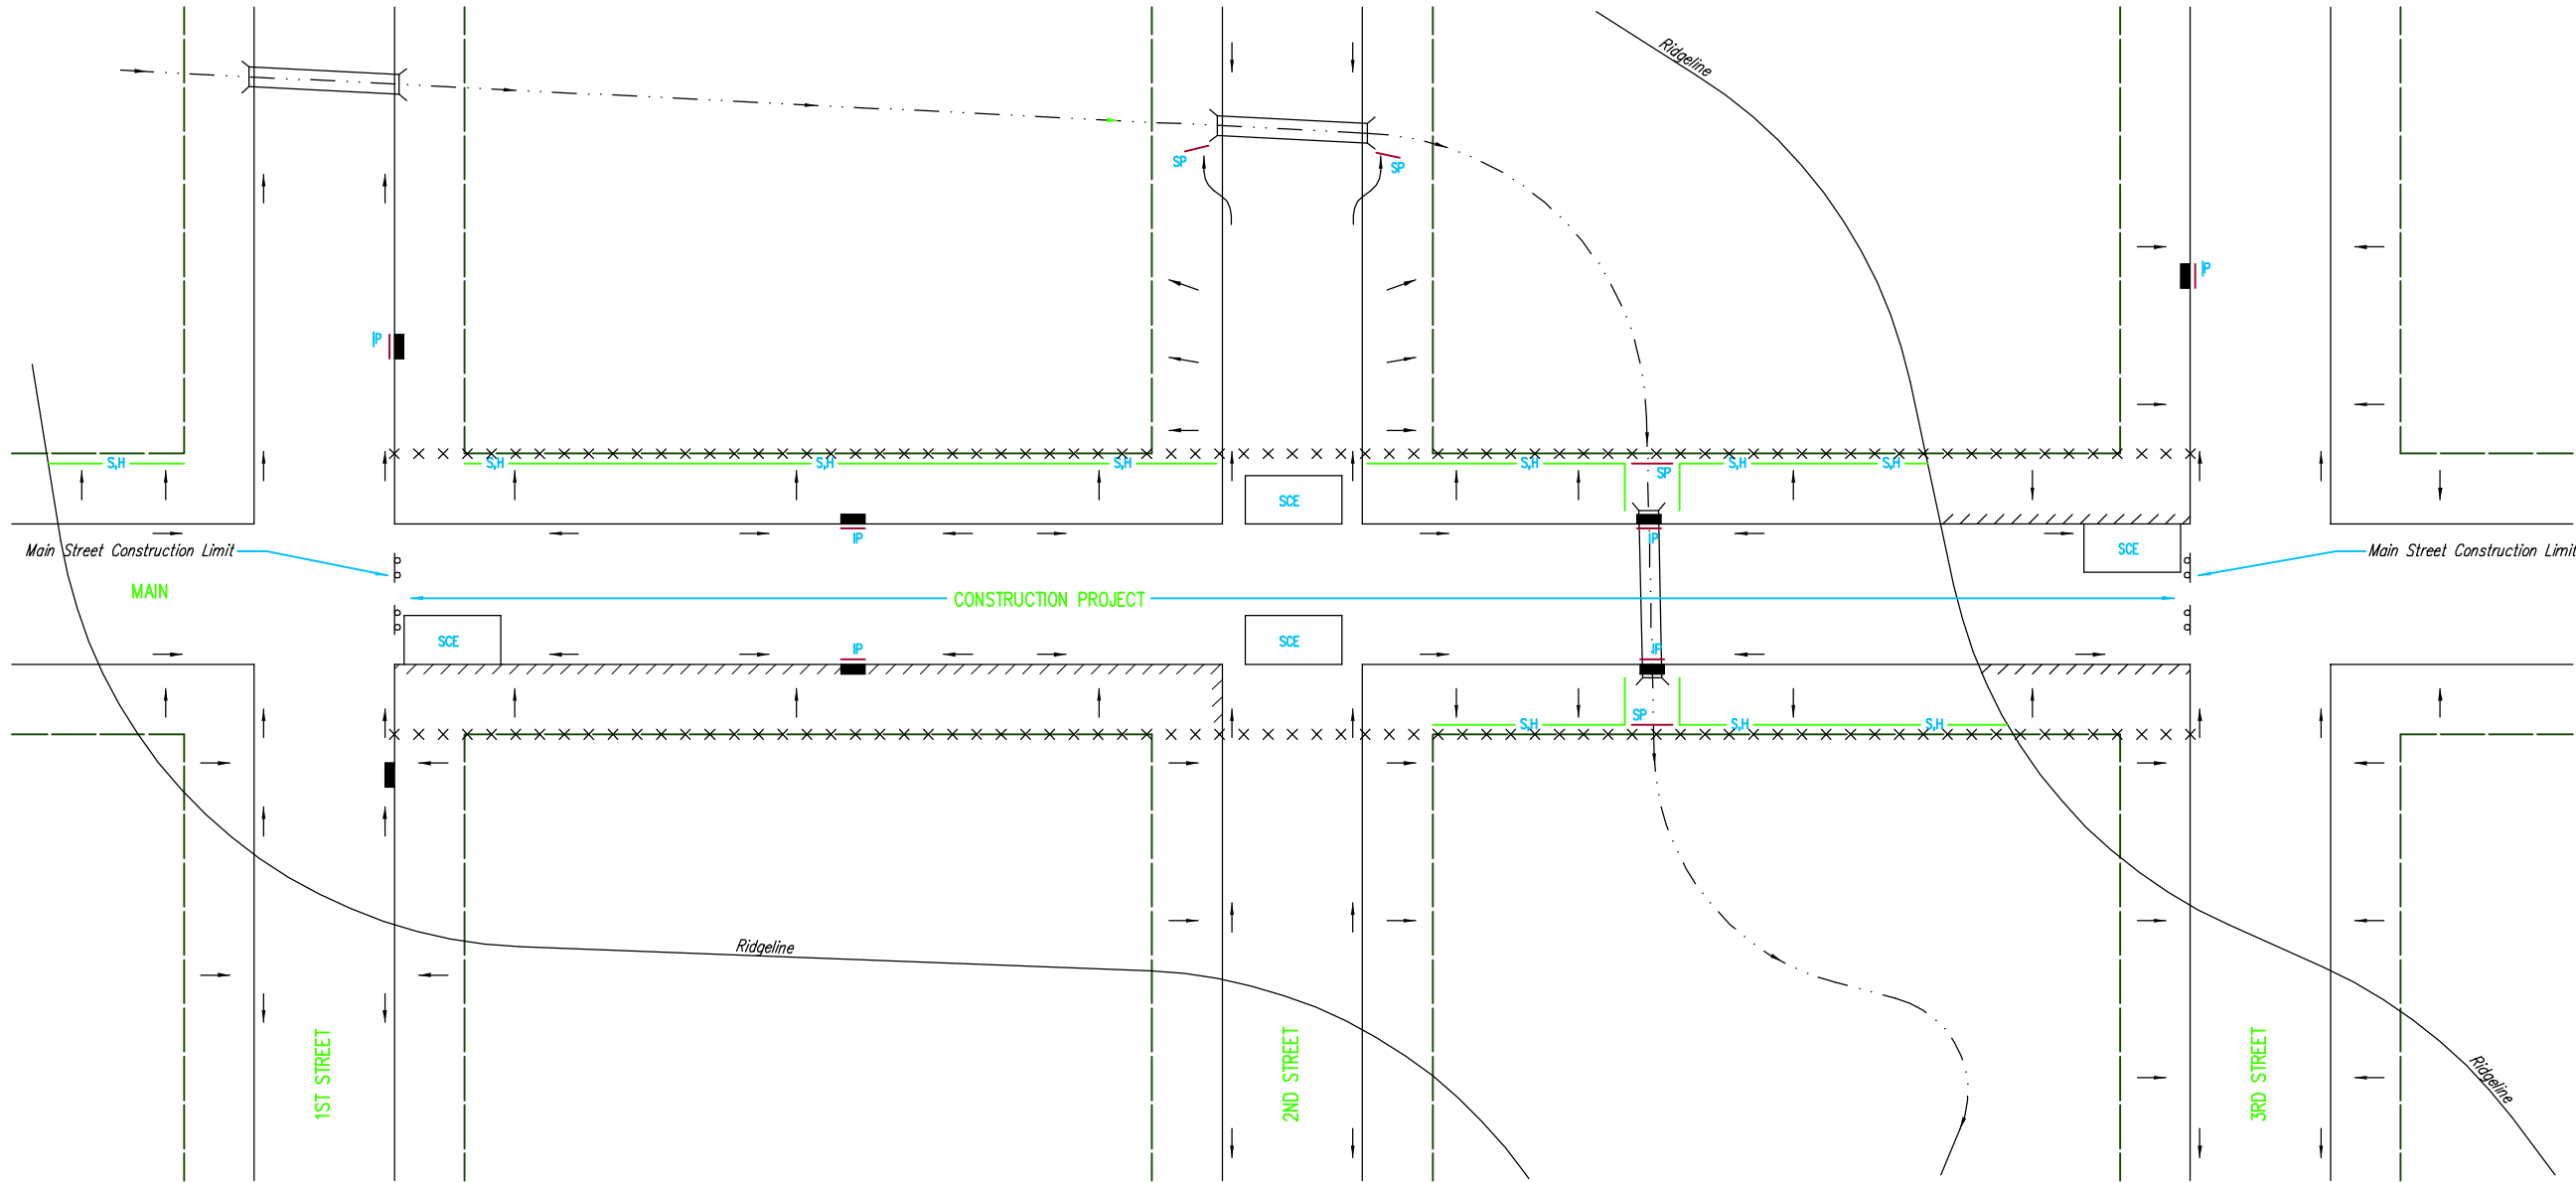 Ridgeline
SP
SP
IP
IP
S,H
S,H
S,H
S,H
S,H
S,H
S,H
SP
SCE
IP
IP
SCE
Main Street Construction Limit
Main Street Construction Limit
MAIN
CONSTRUCTION PROJECT
SCE
SCE
IP
IP
SP
S,H
S,H
S,H
Ridgeline
1ST STREET
2ND STREET
3RD STREET
Ridgeline